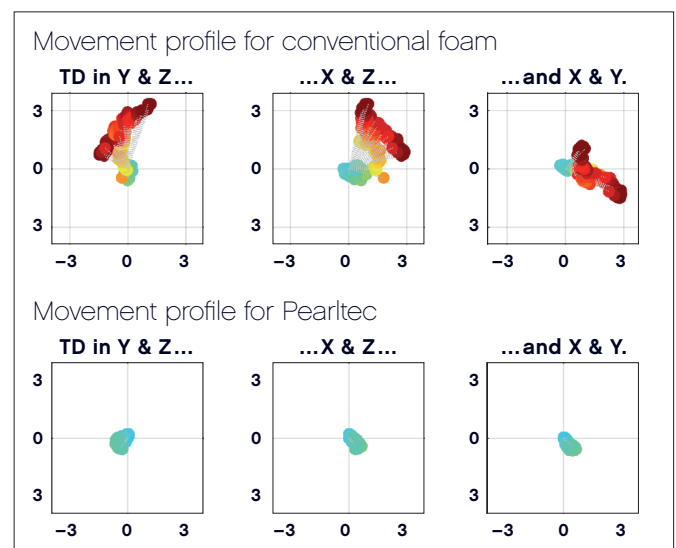 Movement profile for conventional foam
TD in Y & Z... ...X & Z... ...and X & Y.
3 3 3
0 0 0
3 3 3
−3 0 3 −3 0 3 −3 0 3
Movement profile for Pearltec
TD in Y & Z... ...X & Z... ...and X & Y.
3 3 3
0 0 0
3 3 3
−3 0 3 −3 0 3 −3 0 3